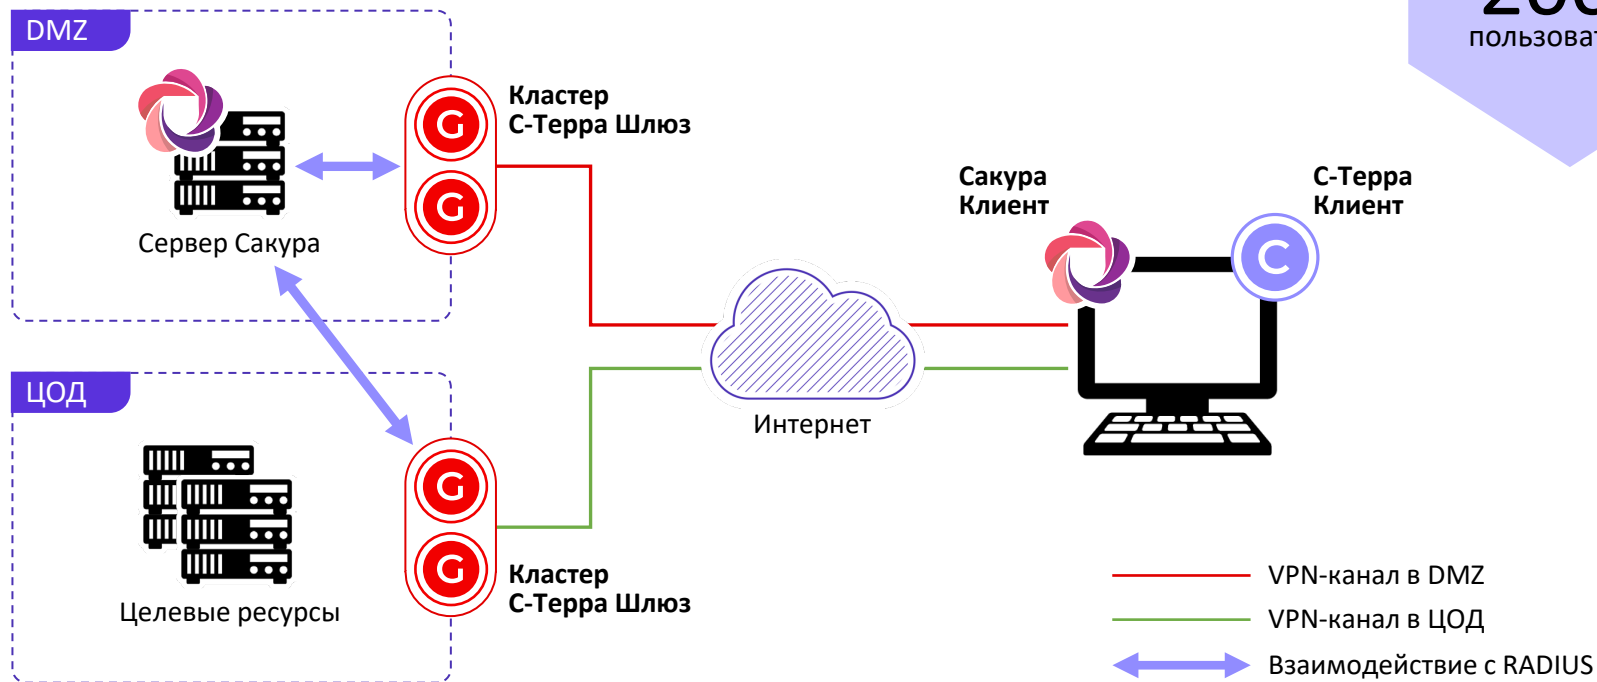 DMZ
пользоват
Кластер
С-Терра Шлюз
G
G
Сервер Сакура
Сакура
Клиент
С-Терра
Клиент
C
Интернет
ЦОД
G
G
Кластер
С-Терра Шлюз
Целевые ресурсы
VPN-канал в DMZ
VPN-канал в ЦОД
Взаимодействие с RADIUS